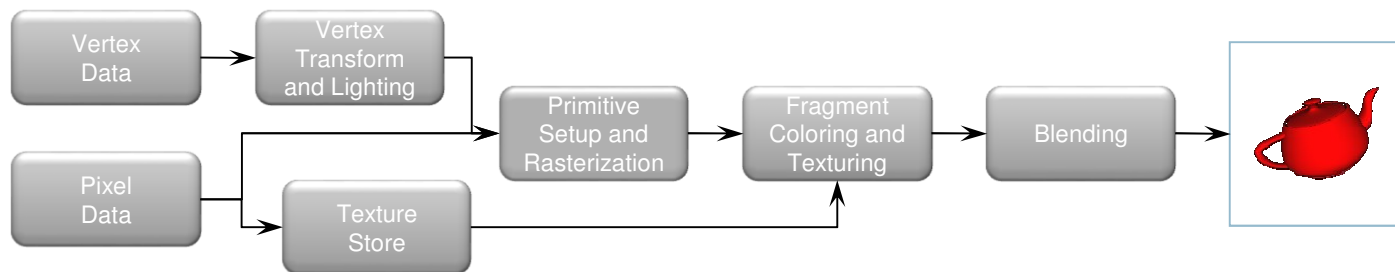 Vertex
Data
Vertex
Transform
and Lighting
Primitive
Setup and
Rasterization
Fragment
Coloring and
Texturing
Blending
Pixel
Data
Texture
Store